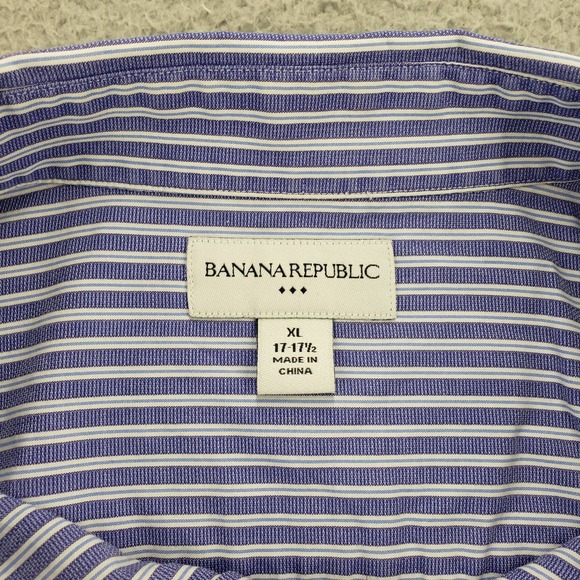 BANANA REPUBLIC
♦♦♦
XL
17-17½
MADE IN
CHINA